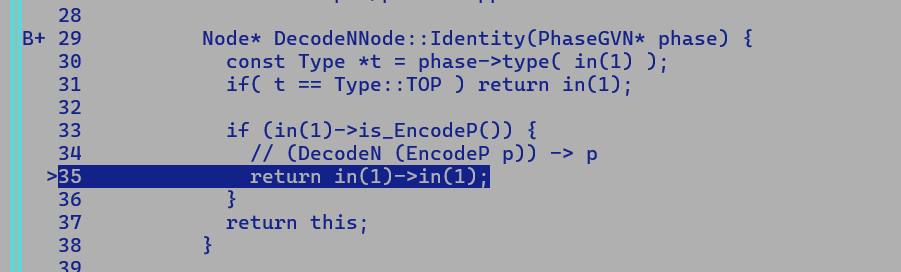 28
B+ 29 Node* DecodeNNode::Identity(PhaseGVN* phase) {
30 const Type *t = phase->type( in(1) );
31 if( t == Type::TOP ) return in(1);
32
33 if (in(1)->is_EncodeP()) {
34 // (DecodeN (EncodeP p)) -> p
>35 return in(1)->in(1);
36 }
37 return this;
38 }
39